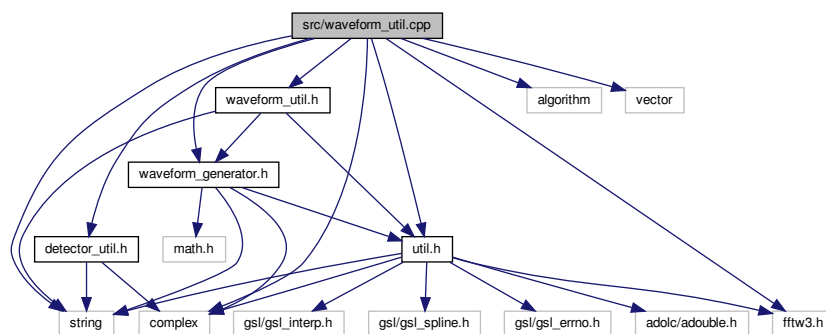 src/waveform_util.cpp
waveform_util.h
algorithm
vector
waveform_generator.h
detector_util.h
math.h
util.h
string
complex
gsl/gsl_interp.h
gsl/gsl_spline.h
gsl/gsl_errno.h
adolc/adouble.h
fftw3.h